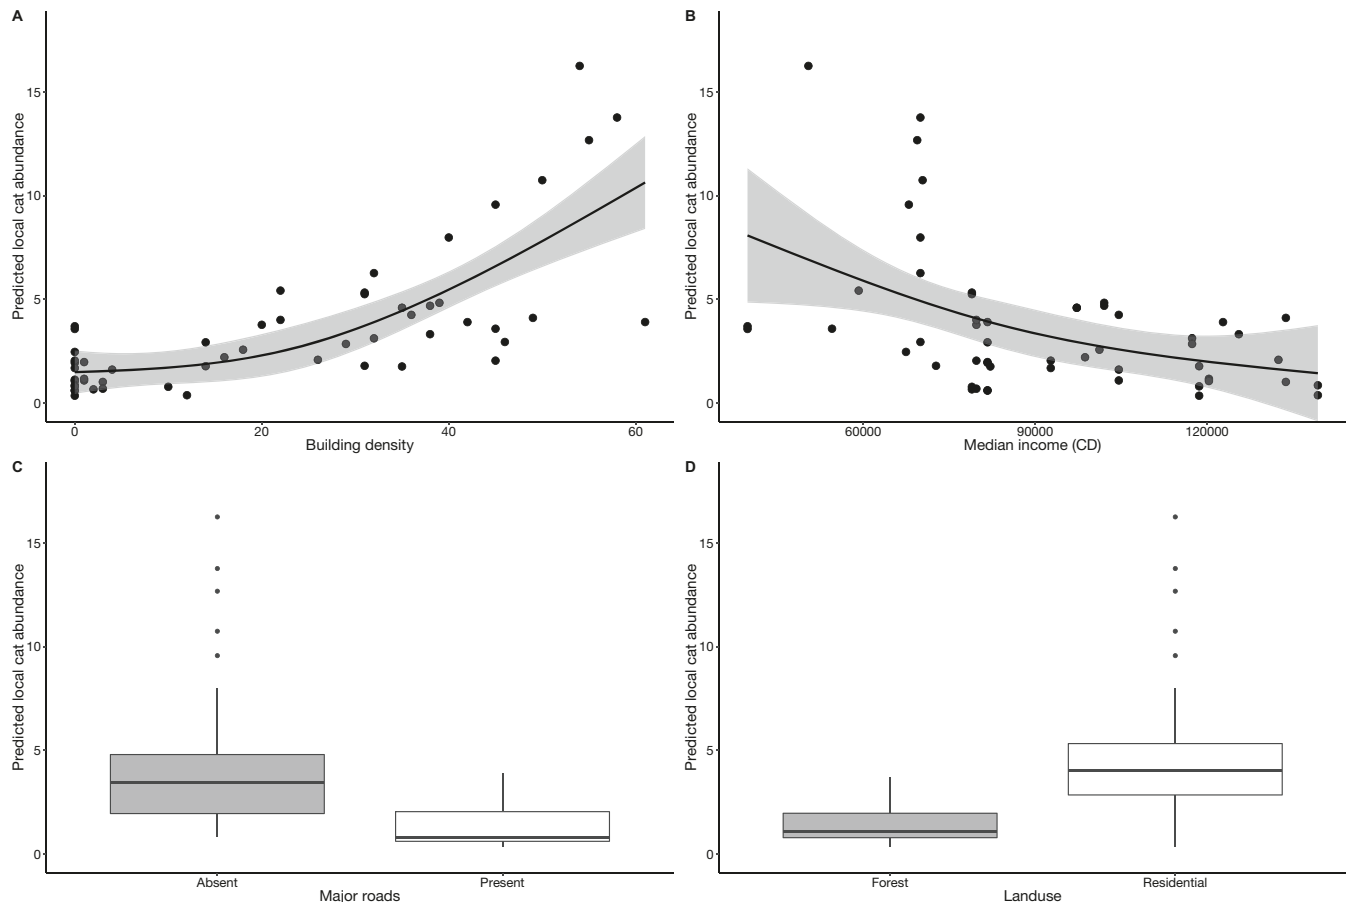 A
Predicted local cat abundance
15
10
5
0
0 20 40 60
Building density
B
Predicted local cat abundance
15
10
5
0
60000 90000 120000
Median income (CD)
C
Predicted local cat abundance
15
10
5
0
Absent Present
Major roads
D
Predicted local cat abundance
15
10
5
0
Forest Residential
Landuse